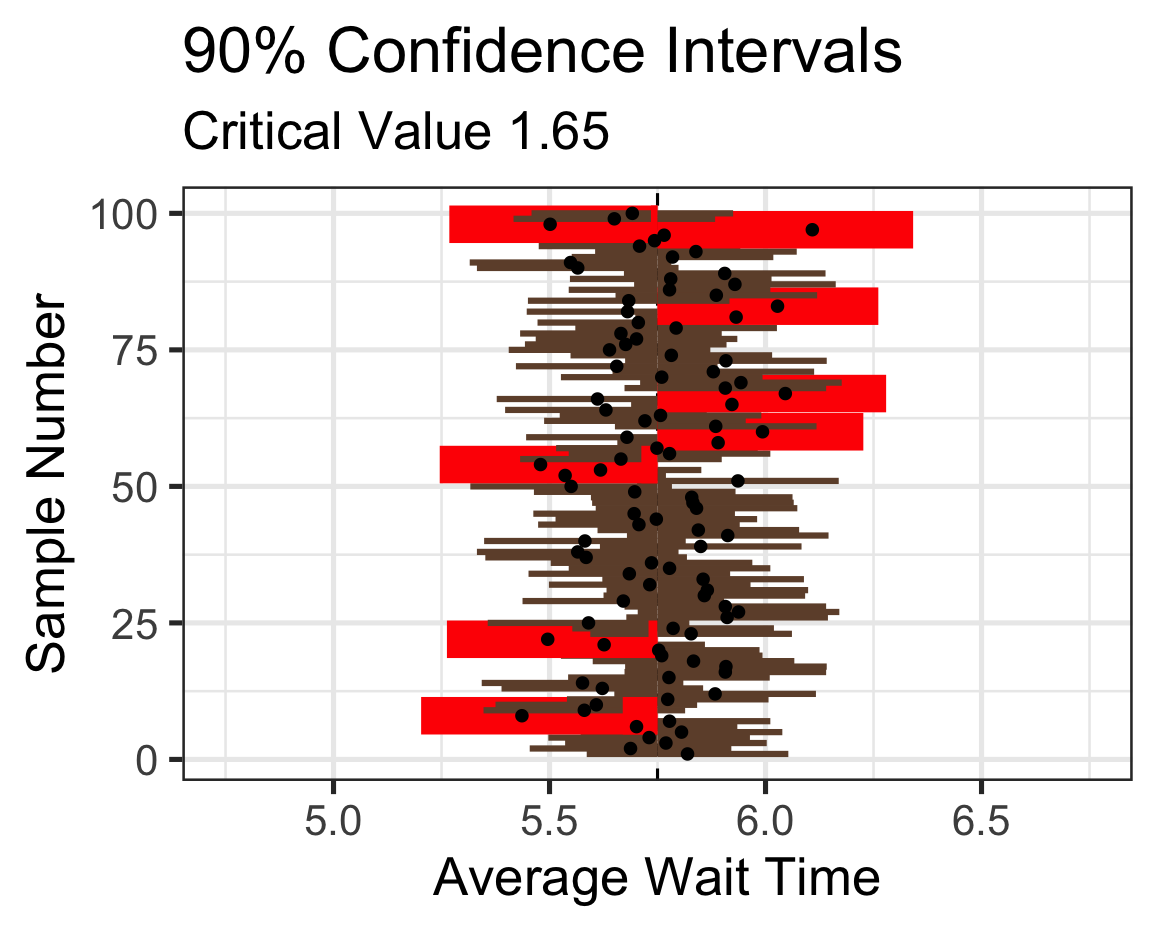 90% Confidence Intervals
Critical Value 1.65
Sample Number
100
75
50
25
0
5.0 5.5 6.0 6.5
Average Wait Time